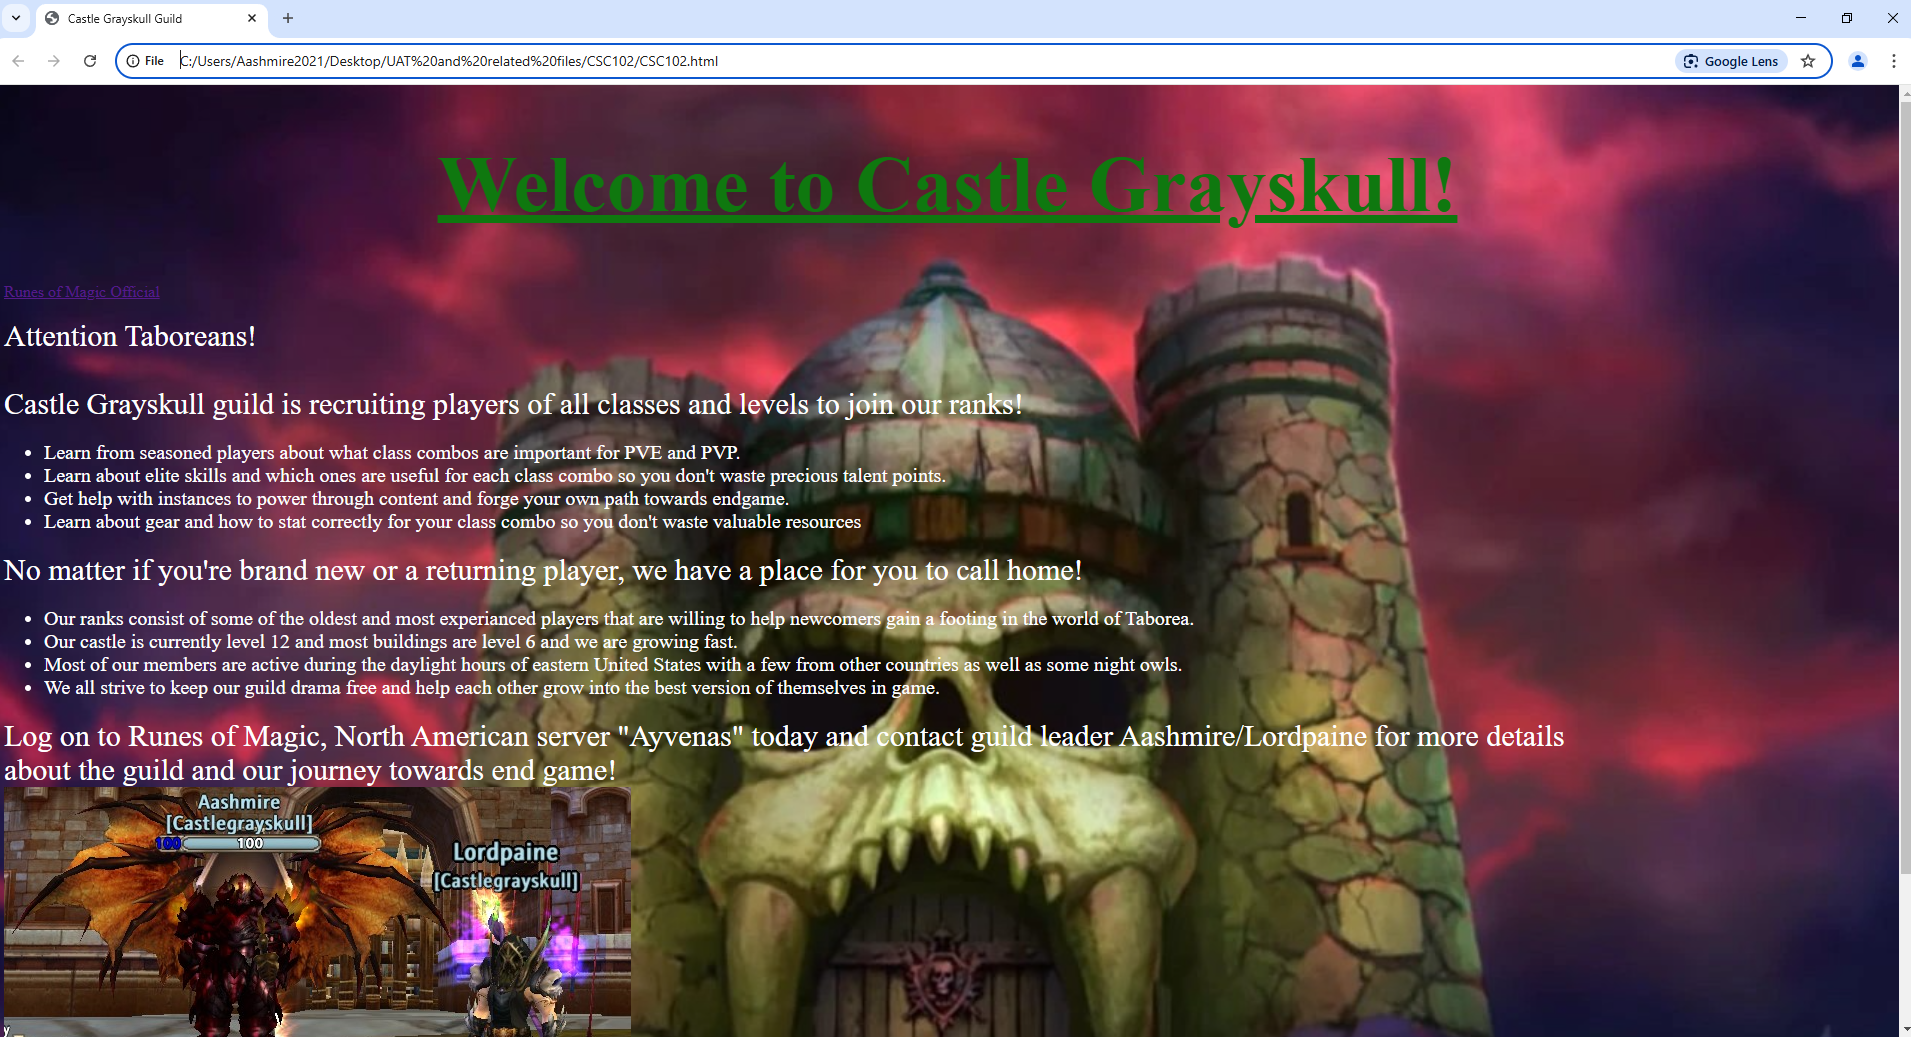 Castle Grayskull Guild
File
C:/Users/Aashmire2021/Desktop/UAT%20and%20related%20files/CSC102/CSC102.html
Google Lens
Welcome to Castle Grayskull!
Runes of Magic Official
Attention Taboreans!
Castle Grayskull guild is recruiting players of all classes and levels to join our ranks!
• Learn from seasoned players about what class combos are important for PVE and PVP.
• Learn about elite skills and which ones are useful for each class combo so you don't waste precious talent points.
• Get help with instances to power through content and forge your own path towards endgame.
• Learn about gear and how to stat correctly for your class combo so you don't waste valuable resources
No matter if you're brand new or a returning player, we have a place for you to call home!
• Our ranks consist of some of the oldest and most experianced players that are willing to help newcomers gain a footing in the world of Taborea.
• Our castle is currently level 12 and most buildings are level 6 and we are growing fast.
• Most of our members are active during the daylight hours of eastern United States with a few from other countries as well as some night owls.
• We all strive to keep our guild drama free and help each other grow into the best version of themselves in game.
Log on to Runes of Magic, North American server "Ayvenas" today and contact guild leader Aashmire/Lordpaine for more details
about the guild and our journey towards end game!
Aashmire
[Castlegrayskull]
100 100
Lordpaine
[Castlegrayskull]
y